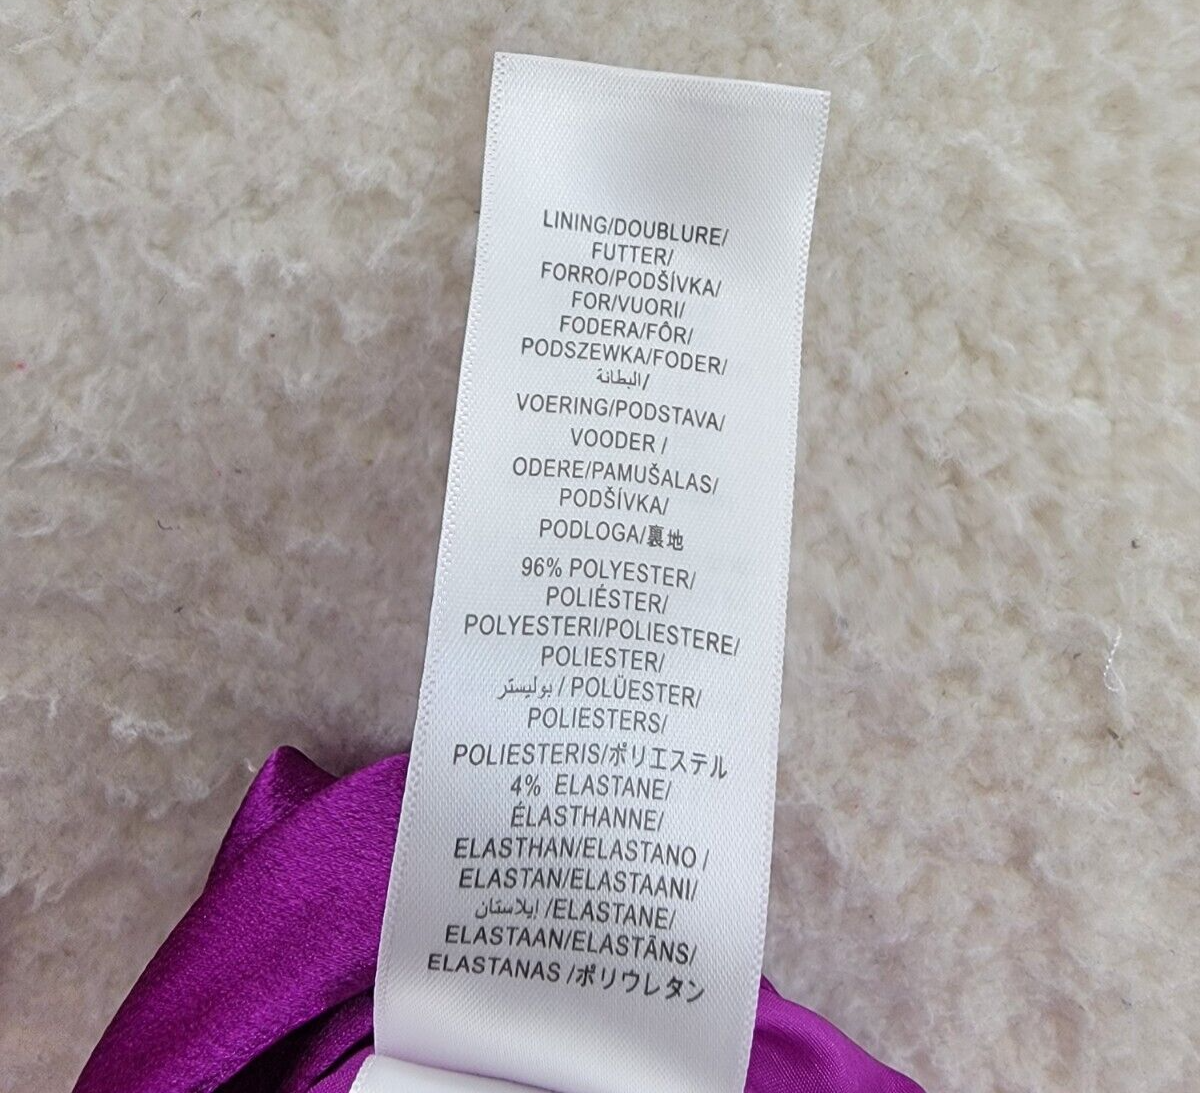 LINING/DOUBLURE/
FUTTER/
FORRO/PODŠÍVKA/
FOR/VUORI/
FODERA/FÔR/
PODSZEWKA/FODER/
البطانة/
VOERING/PODSTAVA/
VOODER /
ODERE/PAMUŠALAS/
PODŠÍVKA/
PODLOGA/裏地
96% POLYESTER/
POLIÉSTER/
POLYESTERI/POLIESTERE/
POLIESTER/
بوليستر / POLÜESTER/
POLIESTERS/
POLIESTERIS/ポリエステル
4% ELASTANE/
ÉLASTHANNE/
ELASTHAN/ELASTANO /
ELASTAN/ELASTAANI/
ايلاستان /ELASTANE/
ELASTAAN/ELASTĀNS/
ELASTANAS /ポリウレタン